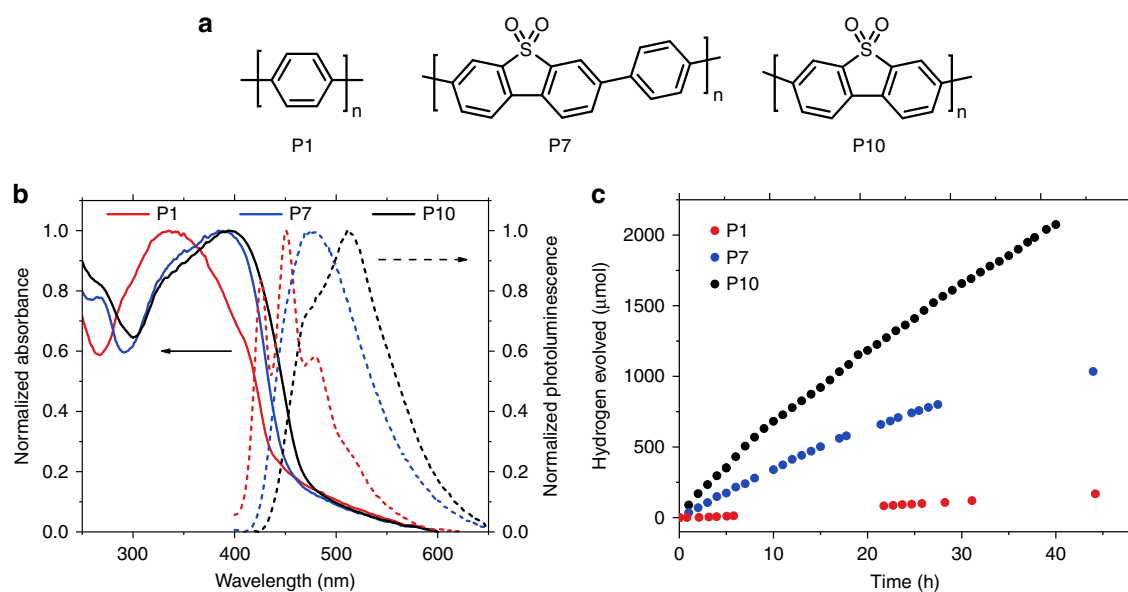 a
O O
S
n
P1
O O
S
n
P7
O O
S
n
P10
b
P1 P7 P10
1.0
0.8
0.6
0.4
0.2
0.0
Normalized absorbance
300 400 500 600
Wavelength (nm)
1.0
0.8
0.6
0.4
0.2
0.0
Normalized photoluminescence
c
P1
P7
P10
2000
1500
1000
500
0
Hydrogen evolved (μmol)
0 10 20 30 40
Time (h)